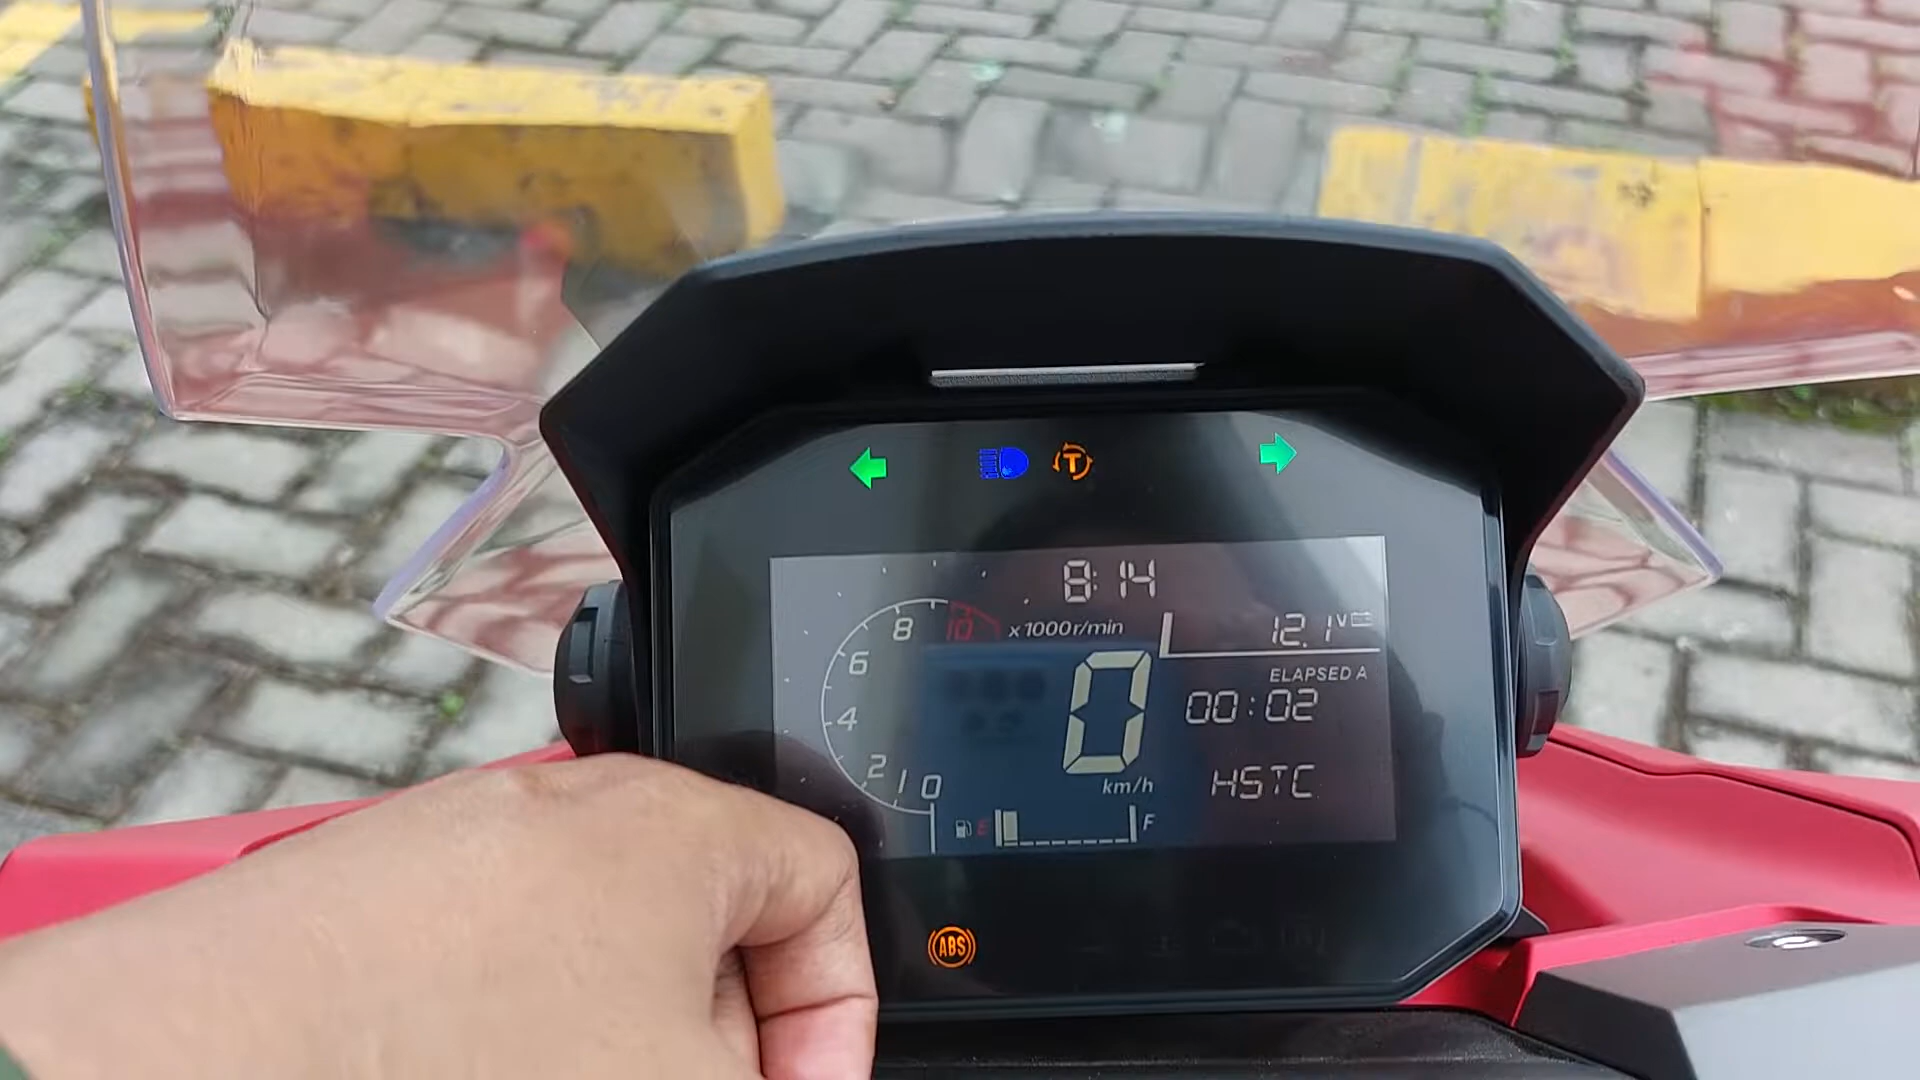 T
8:14
8 10 x1000r/min
12.1 V
6
ELAPSED A
4
0
00:02
2 1 0
km/h
HSTC
E F
ABS